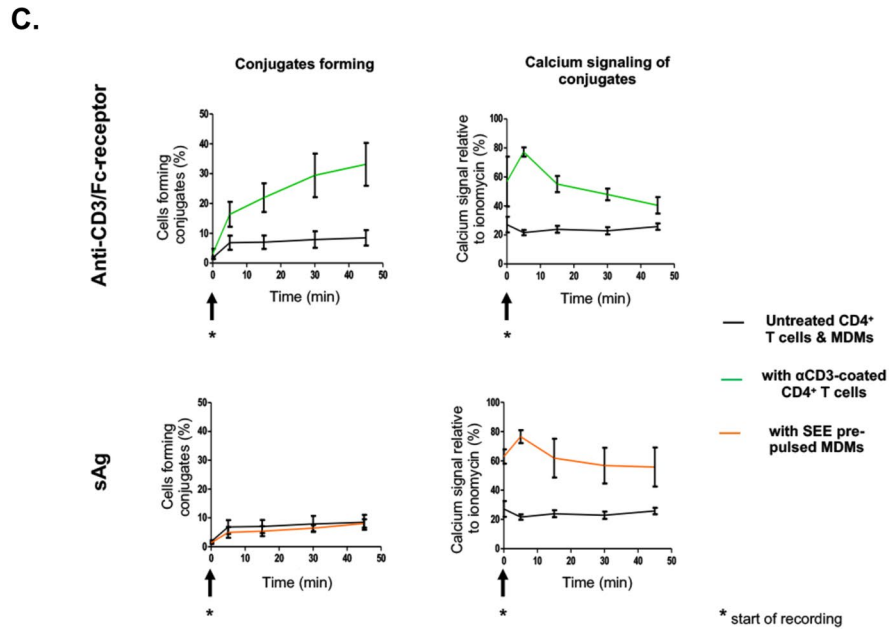 C.
Conjugates forming
Calcium signaling of
conjugates
Anti-CD3/Fc-receptor
Cells forming
conjugates (%)
50
40
30
20
10
0
0 10 20 30 40 50
Time (min)
*
Calcium signal relative
to ionomycin (%)
100
80
60
40
20
0
0 10 20 30 40 50
Time (min)
*
Untreated CD4⁺
T cells & MDMs
with αCD3-coated
CD4⁺ T cells
with SEE pre-
pulsed MDMs
sAg
Cells forming
conjugates (%)
50
40
30
20
10
0
0 10 20 30 40 50
Time (min)
*
Calcium signal relative
to ionomycin (%)
100
80
60
40
20
0
0 10 20 30 40 50
Time (min)
*
* start of recording